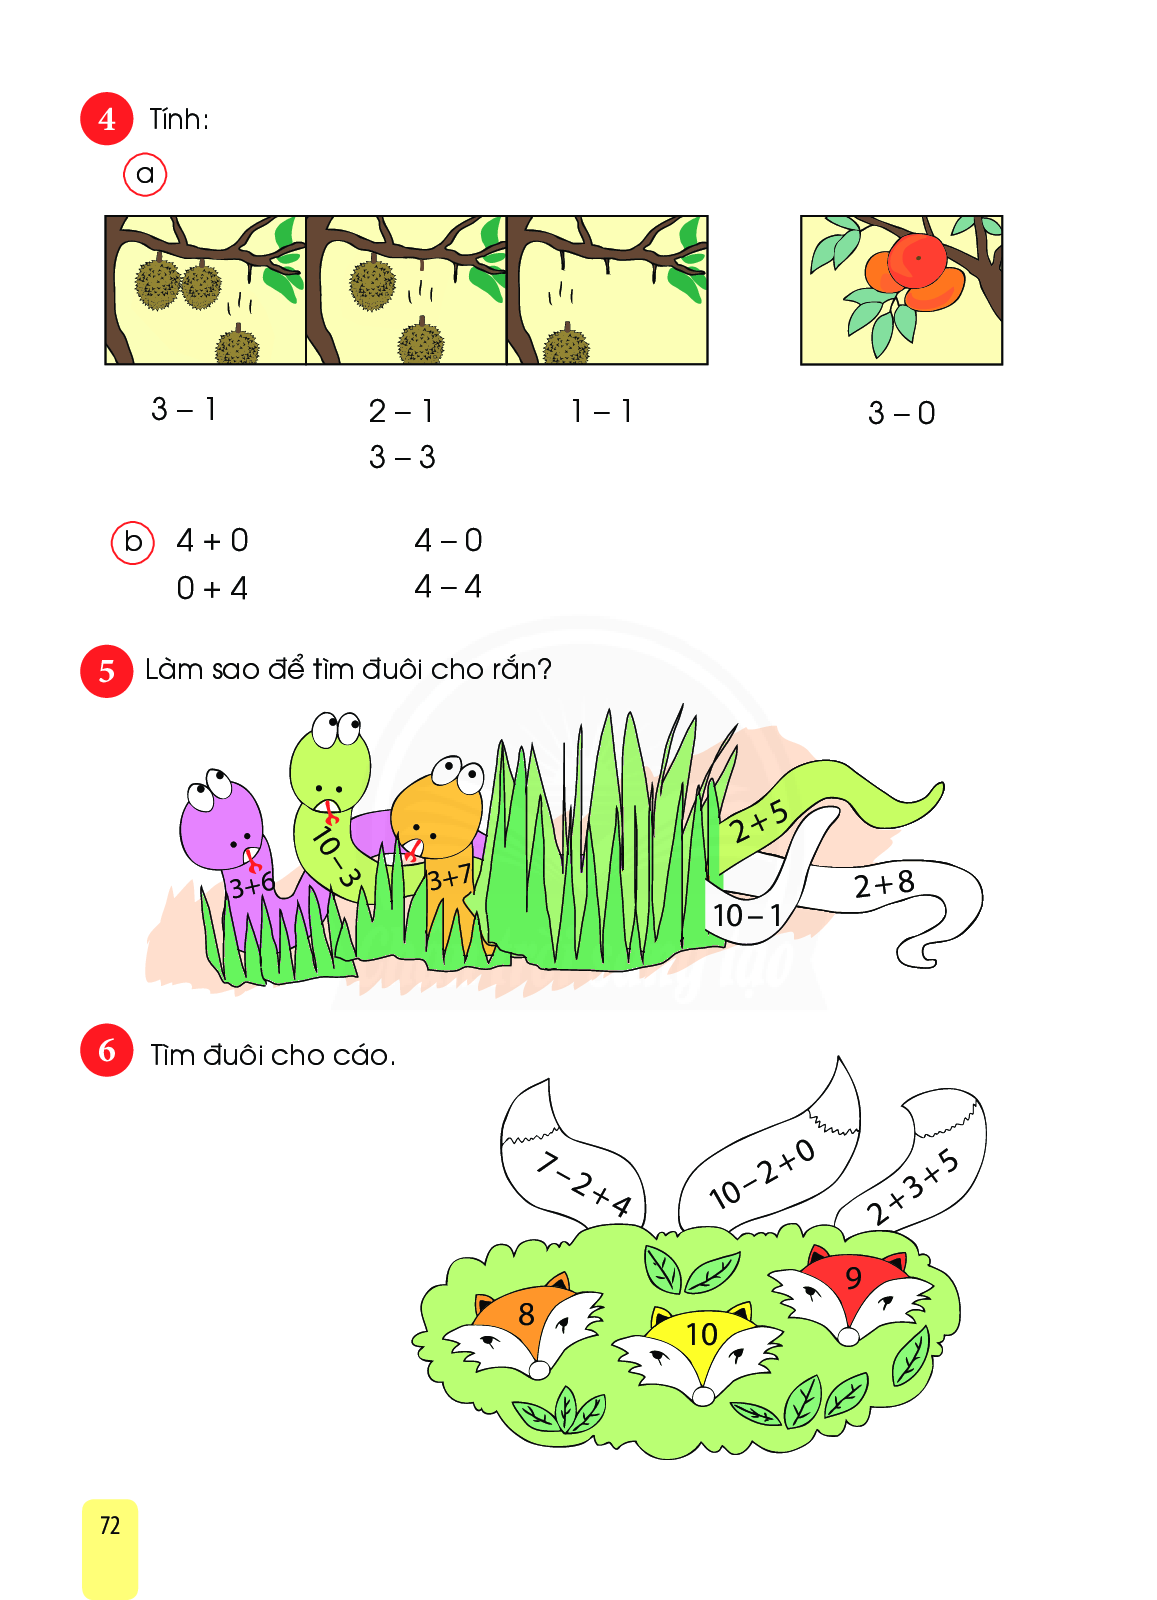 4 Tính:
a
3 – 1 2 – 1 1 – 1 3 – 0
3 – 3
b 4 + 0 4 – 0
0 + 4 4 – 4
5 Làm sao để tìm đuôi cho rắn?
3+6 10–3 3+7 2+5 10–1 2+8
6 Tìm đuôi cho cáo.
7–2+4 10–2+0 2+3+5
8 10 9
72